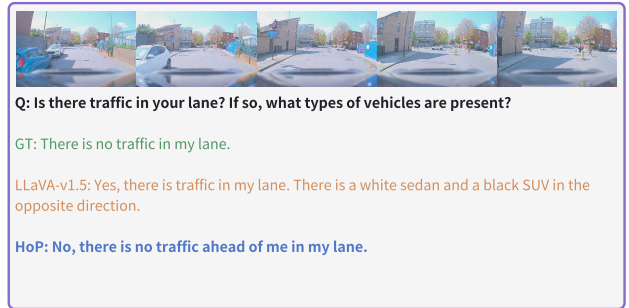 Q: Is there traffic in your lane? If so, what types of vehicles are present?
GT: There is no traffic in my lane.
LLaVA-v1.5: Yes, there is traffic in my lane. There is a white sedan and a black SUV in the
opposite direction.
HoP: No, there is no traffic ahead of me in my lane.